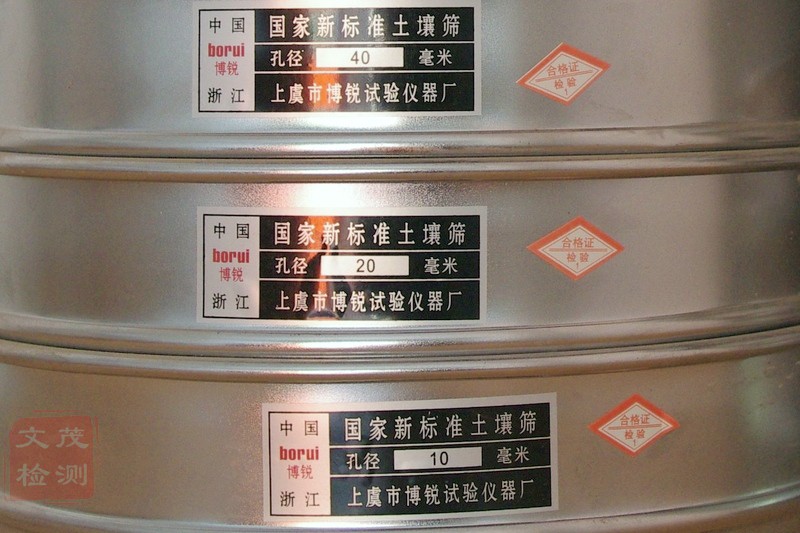 中国
borui
博锐
浙江
国家新标准土壤筛
孔径 40 毫米
上虞市博锐试验仪器厂
合格证
检验
1
中国
borui
博锐
浙江
国家新标准土壤筛
孔径 20 毫米
上虞市博锐试验仪器厂
合格证
检验
1
中国
borui
博锐
浙江
国家新标准土壤筛
孔径 10 毫米
上虞市博锐试验仪器厂
合格证
检验
1
文茂
检测